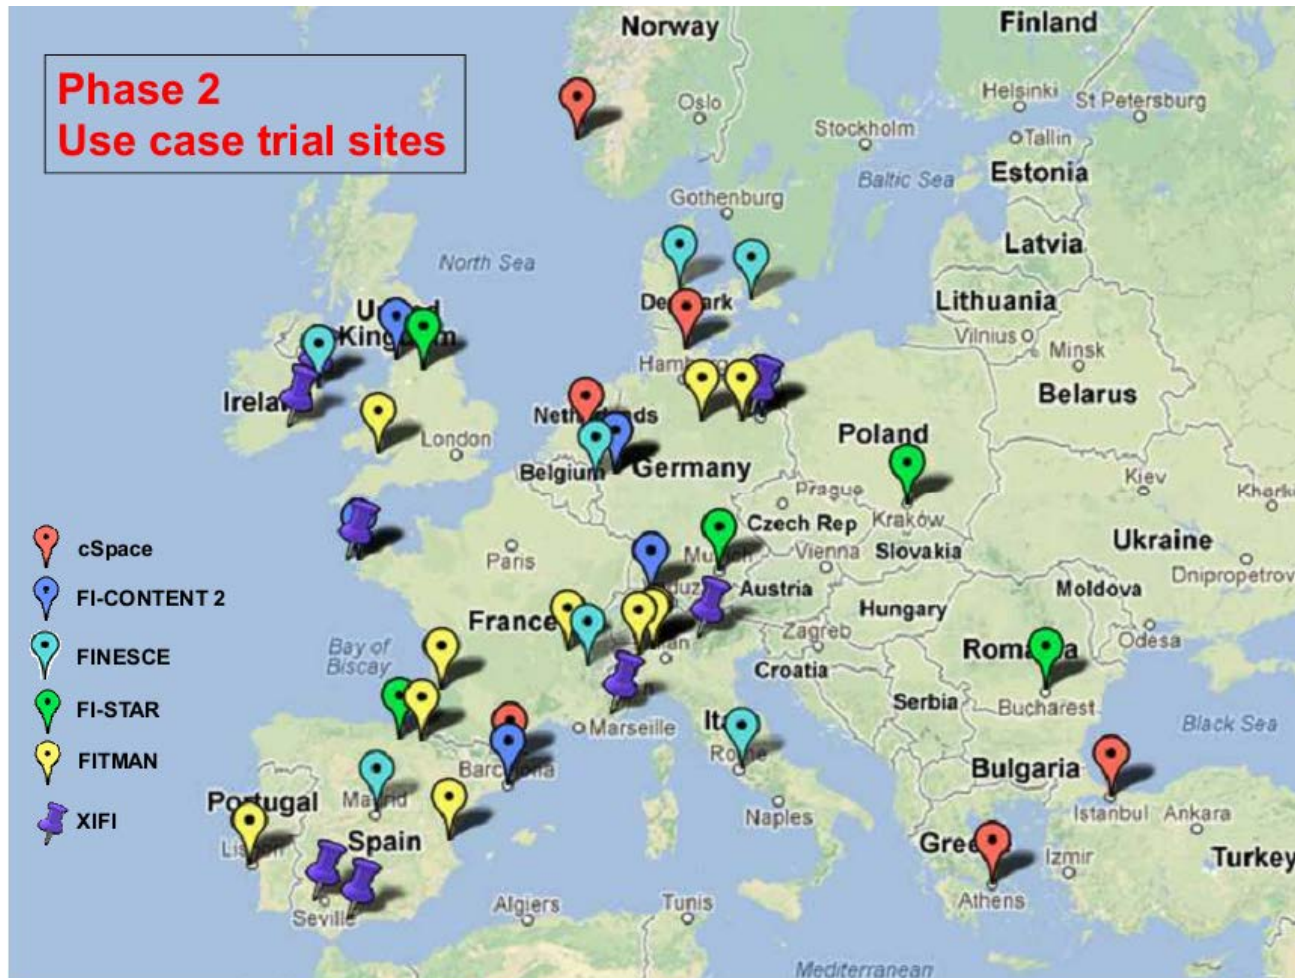 Phase 2
Use case trial sites
Norway
Finland
Oslo
Helsinki
St Petersburg
Stockholm
Tallin
Baltic Sea
Estonia
Gothenburg
Latvia
North Sea
Lithuania
Vilnius
Minsk
Belarus
London
Belgium
Germany
Poland
Kiev
Prague
Kraków
Czech Rep
Paris
Vienna
Slovakia
Ukraine
Dnipropetrov
Austria
Moldova
Hungary
France
Zagreb
Odesa
Bay of
Biscay
Croatia
Serbia
Bucharest
Marseille
Black Sea
Bulgaria
Portugal
Spain
Naples
Istanbul
Ankara
Izmir
Turkey
Athens
Seville
Algiers
Tunis
Mediterranean
cSpace
FI-CONTENT 2
FINESCE
FI-STAR
FITMAN
XIFI